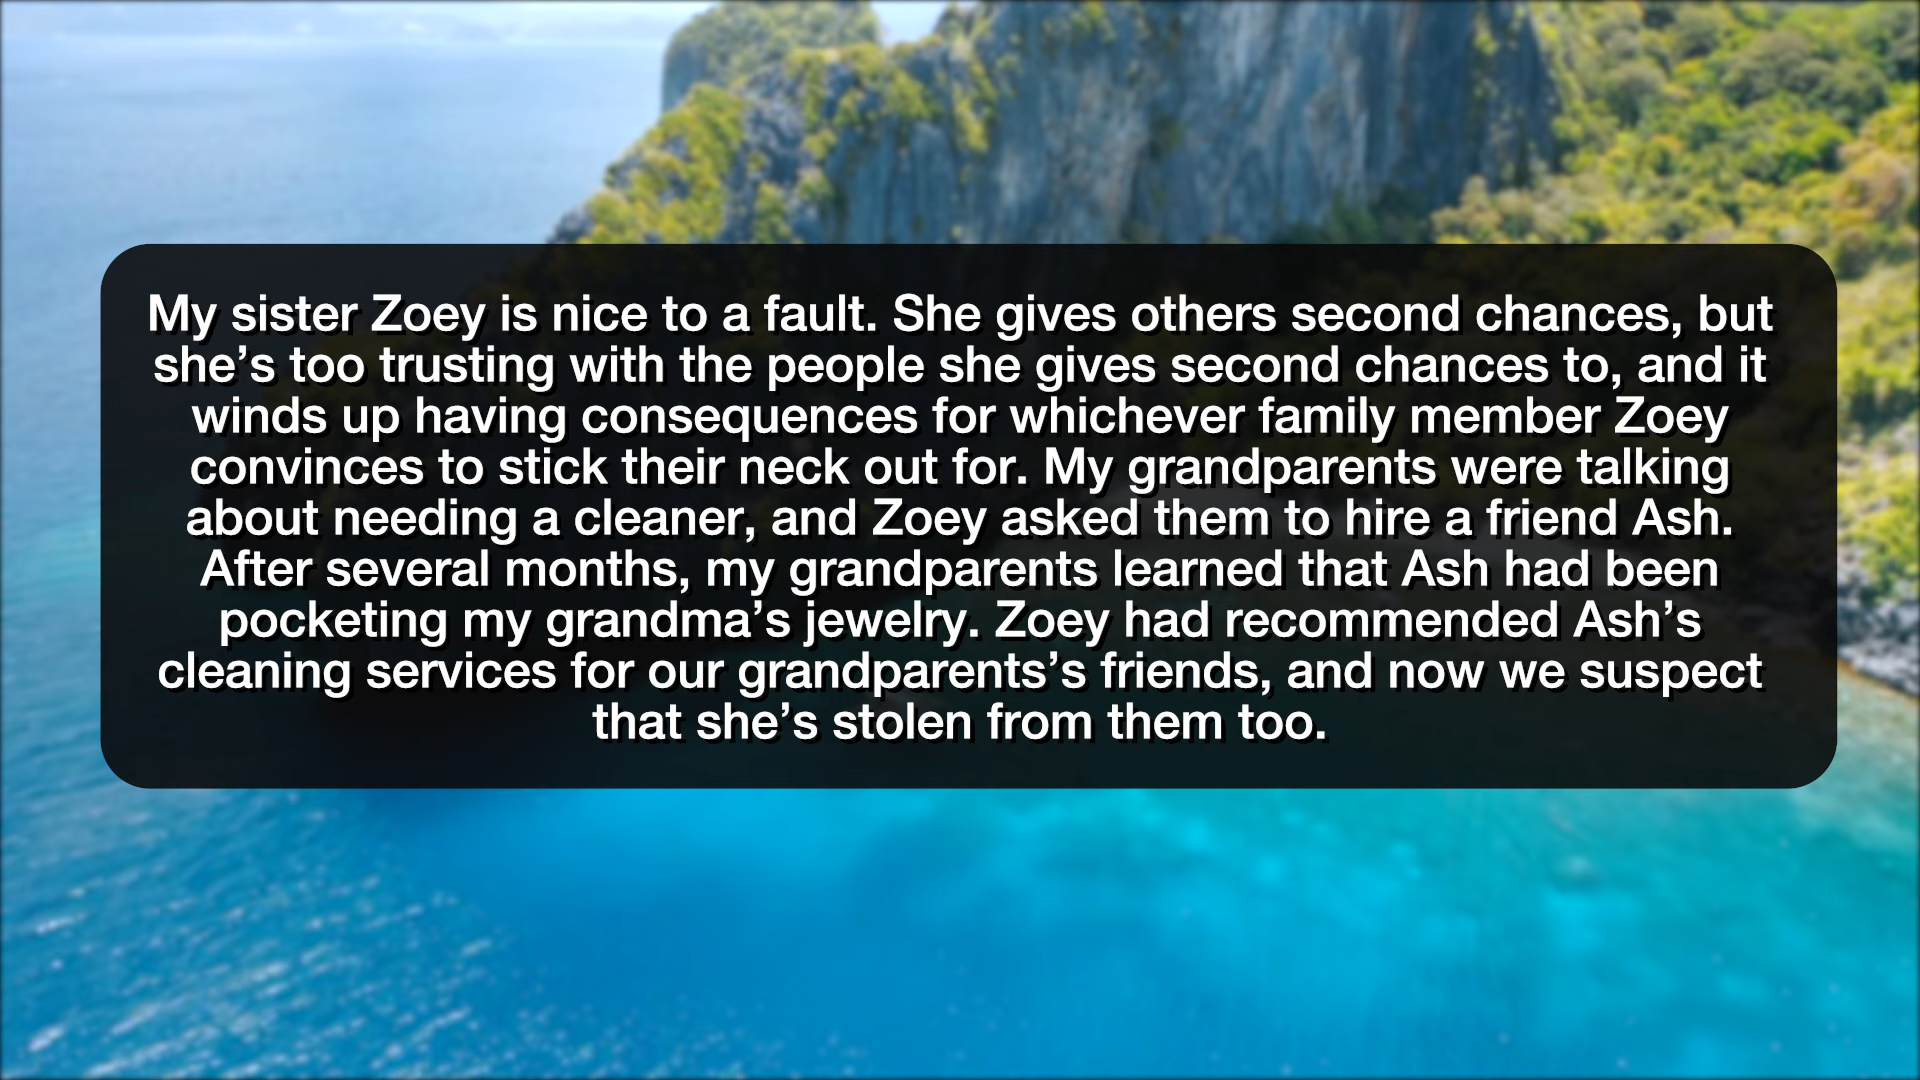 My sister Zoey is nice to a fault. She gives others second chances, but
she’s too trusting with the people she gives second chances to, and it
winds up having consequences for whichever family member Zoey
convinces to stick their neck out for. My grandparents were talking
about needing a cleaner, and Zoey asked them to hire a friend Ash.
After several months, my grandparents learned that Ash had been
pocketing my grandma’s jewelry. Zoey had recommended Ash’s
cleaning services for our grandparents’s friends, and now we suspect
that she’s stolen from them too.